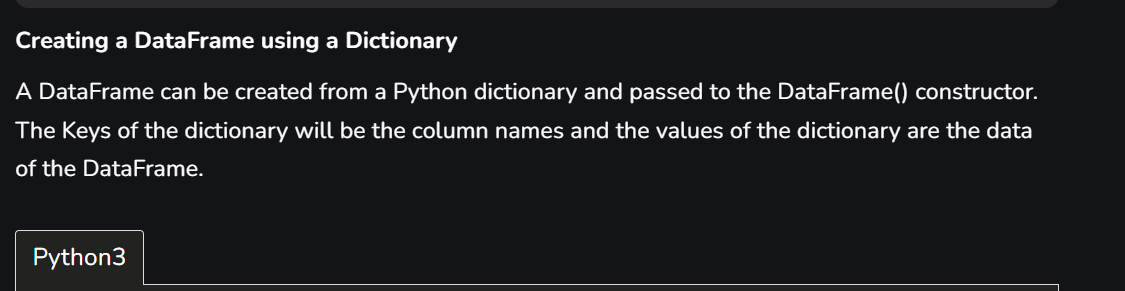 Creating a DataFrame using a Dictionary
A DataFrame can be created from a Python dictionary and passed to the DataFrame() constructor.
The Keys of the dictionary will be the column names and the values of the dictionary are the data
of the DataFrame.
Python3